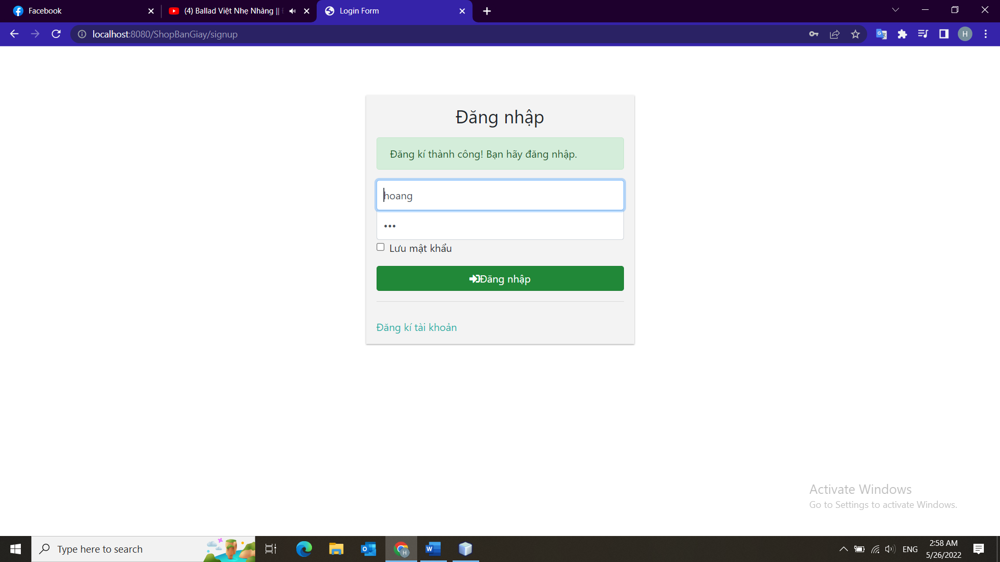 Facebook
(4) Ballad Việt Nhẹ Nhàng ||
Login Form
localhost:8080/ShopBanGiay/signup
H
Đăng nhập
Đăng kí thành công! Bạn hãy đăng nhập.
hoang
•••
Lưu mật khẩu
Đăng nhập
Đăng kí tài khoản
Activate Windows
Go to Settings to activate Windows.
Type here to search
ENG
2:58 AM
5/26/2022